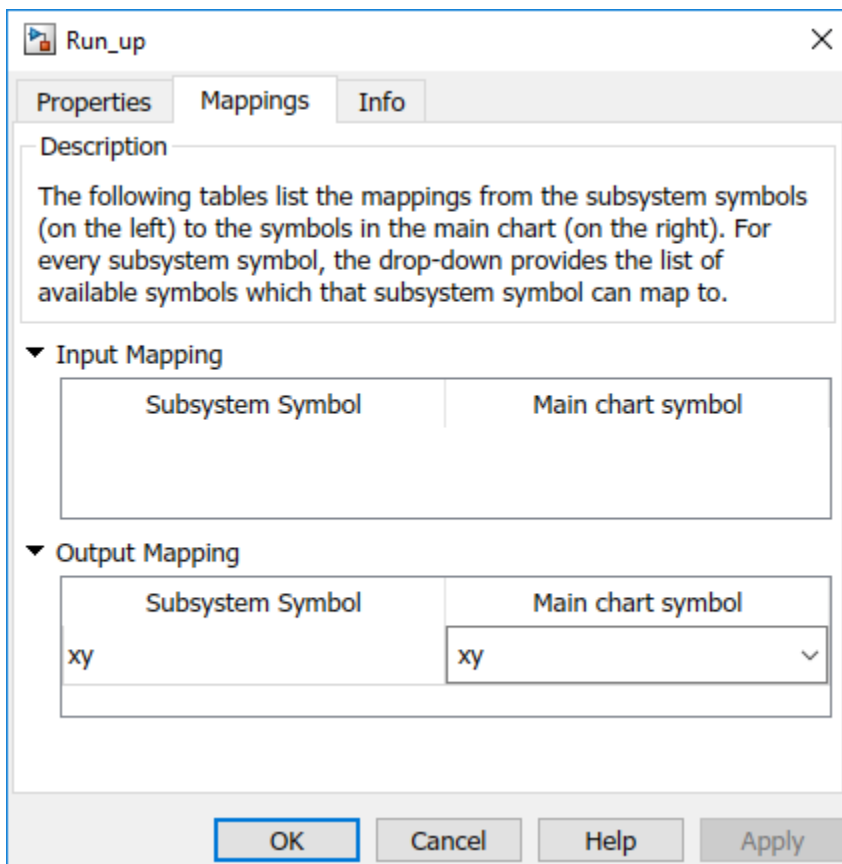 Run_up
Properties Mappings Info
Description
The following tables list the mappings from the subsystem symbols
(on the left) to the symbols in the main chart (on the right). For
every subsystem symbol, the drop-down provides the list of
available symbols which that subsystem symbol can map to.
Input Mapping
Subsystem Symbol Main chart symbol
Output Mapping
Subsystem Symbol Main chart symbol
xy xy
OK Cancel Help Apply